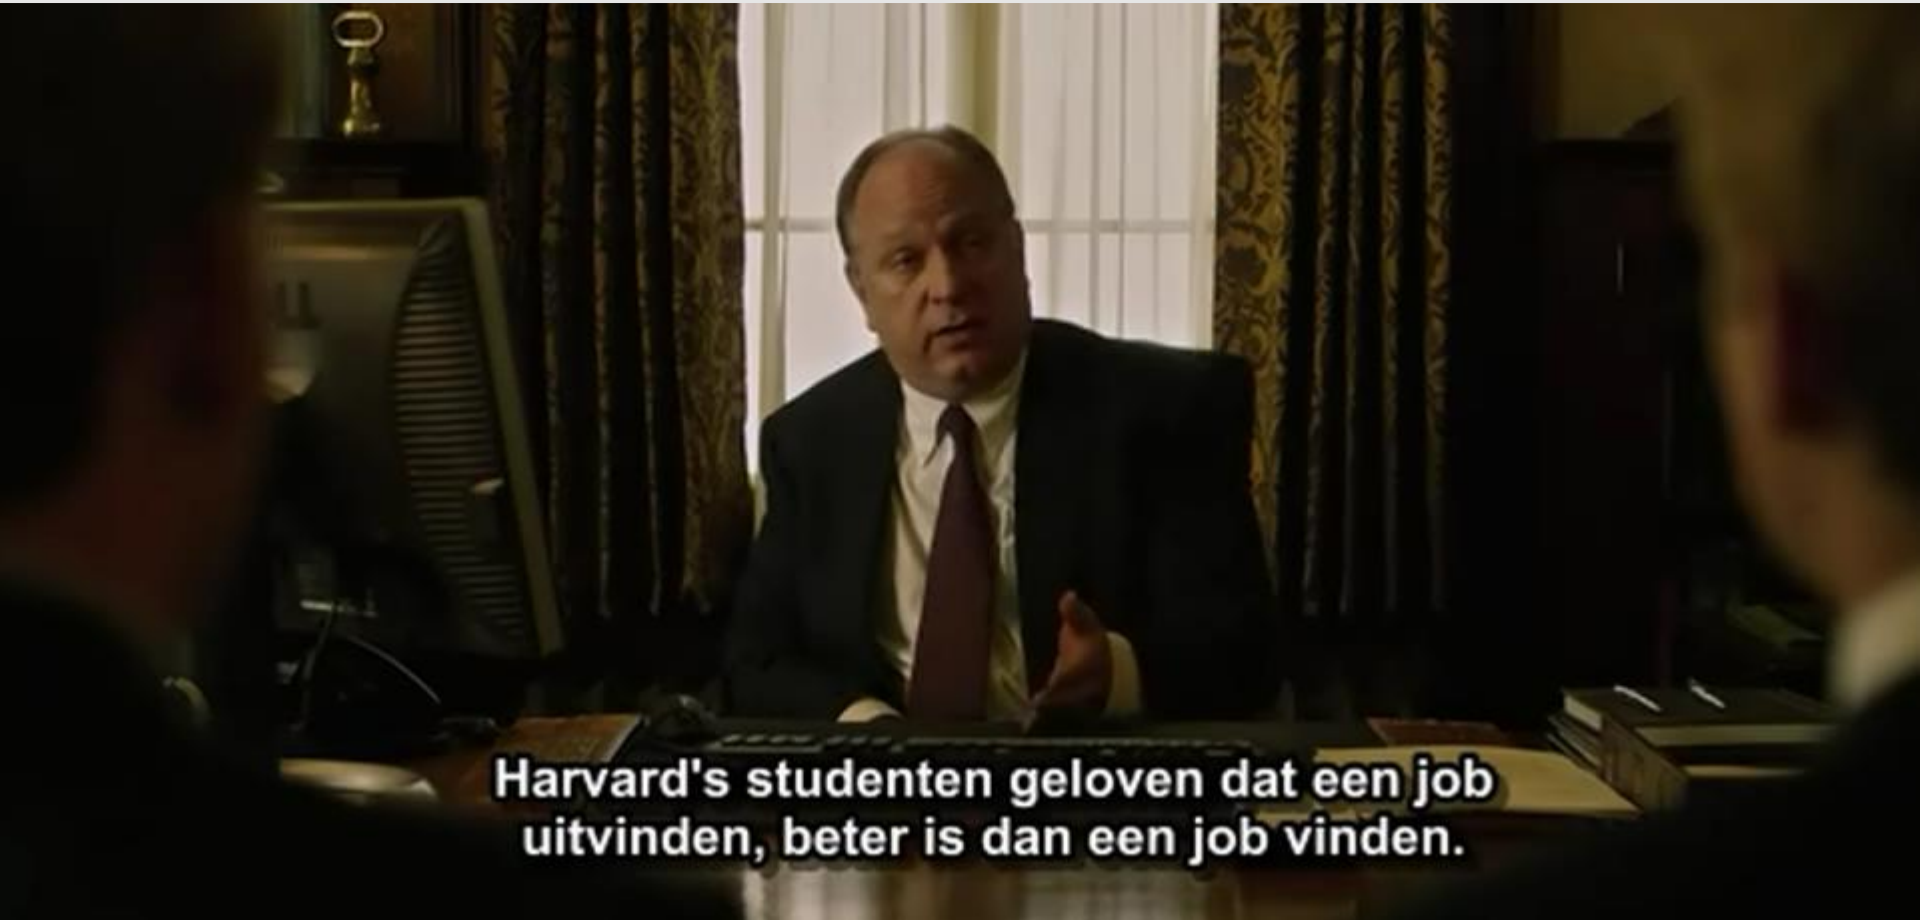 Harvard's studenten geloven dat een job
uitvinden, beter is dan een job vinden.